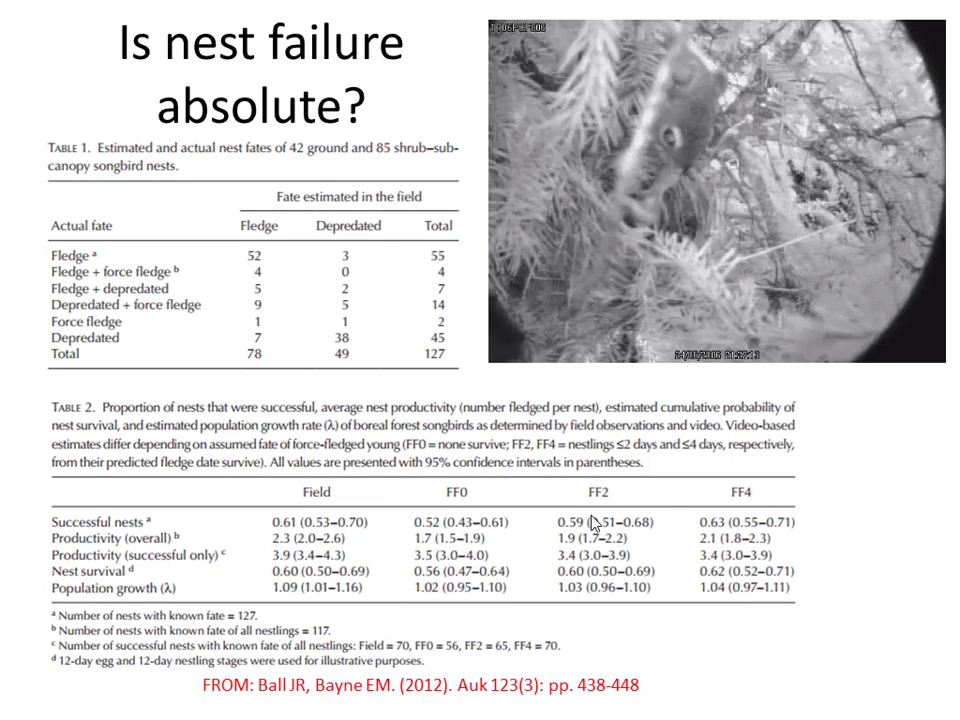 Is nest failure
absolute?
TABLE 1. Estimated and actual nest fates of 42 ground and 85 shrub–sub-
canopy songbird nests.
Fate estimated in the field
Actual fate Fledge Depredated Total
Fledge a 52 3 55
Fledge + force fledge b 4 0 4
Fledge + depredated 5 2 7
Depredated + force fledge 9 5 14
Force fledge 1 1 2
Depredated 7 38 45
Total 78 49 127
24/06/2006 21:27:13
TABLE 2. Proportion of nests that were successful, average nest productivity (number fledged per nest), estimated cumulative probability of
nest survival, and estimated population growth rate (λ) of boreal forest songbirds as determined by field observations and video. Video-based
estimates differ depending on assumed fate of force-fledged young (FF0 = none survive; FF2, FF4 = nestlings ≤2 days and ≤4 days, respectively,
from their predicted fledge date survive). All values are presented with 95% confidence intervals in parentheses.
Field FF0 FF2 FF4
Successful nests a 0.61 (0.53–0.70) 0.52 (0.43–0.61) 0.59 (0.51–0.68) 0.63 (0.55–0.71)
Productivity (overall) b 2.3 (2.0–2.6) 1.7 (1.5–1.9) 1.9 (1.7–2.2) 2.1 (1.8–2.3)
Productivity (successful only) c 3.9 (3.4–4.3) 3.5 (3.0–4.0) 3.4 (3.0–3.9) 3.4 (3.0–3.9)
Nest survival d 0.60 (0.50–0.69) 0.56 (0.47–0.64) 0.60 (0.50–0.69) 0.62 (0.52–0.71)
Population growth (λ) 1.09 (1.01–1.16) 1.02 (0.95–1.10) 1.03 (0.96–1.10) 1.04 (0.97–1.11)
a Number of nests with known fate = 127.
b Number of nests with known fate of all nestlings = 117.
c Number of successful nests with known fate of all nestlings: Field = 70, FF0 = 56, FF2 = 65, FF4 = 70.
d 12-day egg and 12-day nestling stages were used for illustrative purposes.
FROM: Ball JR, Bayne EM. (2012). Auk 123(3): pp. 438-448